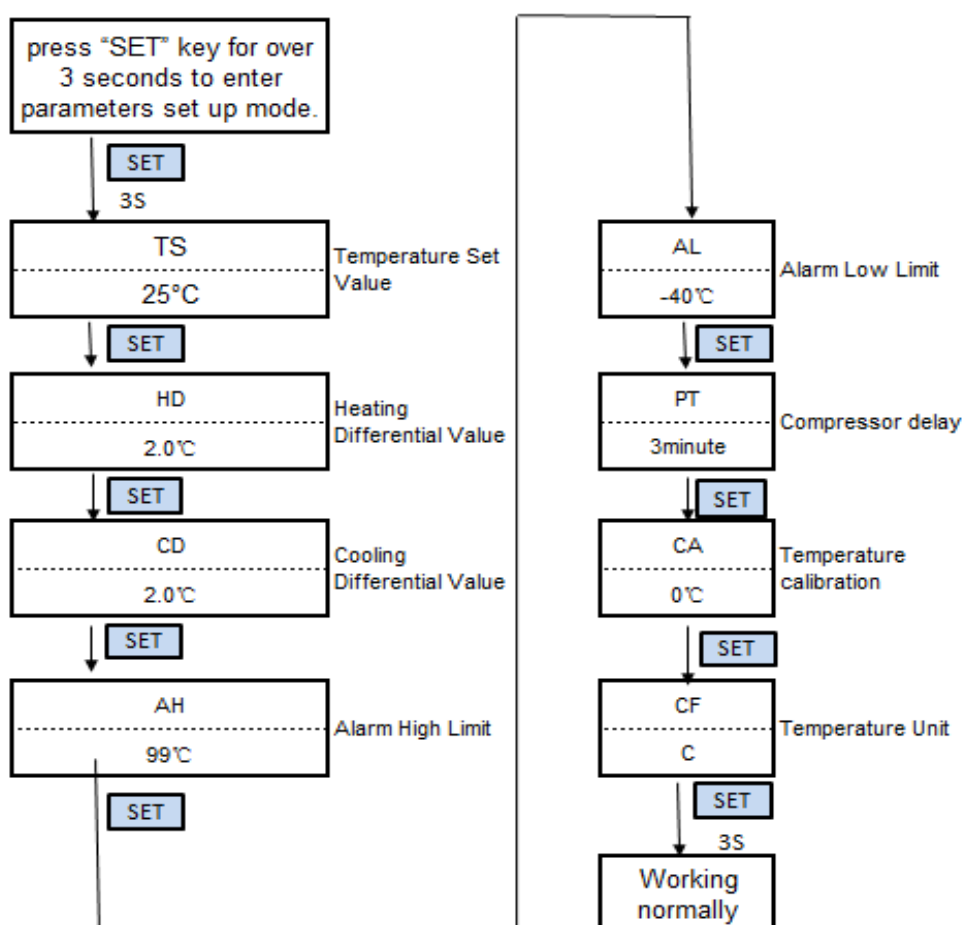 press “SET” key for over
3 seconds to enter
parameters set up mode.
SET
3S
TS
25°C
Temperature Set
Value
SET
HD
2.0℃
Heating
Differential Value
SET
CD
2.0℃
Cooling
Differential Value
SET
AH
99℃
Alarm High Limit
SET
AL
-40℃
Alarm Low Limit
SET
PT
3minute
Compressor delay
SET
CA
0℃
Temperature
calibration
SET
CF
C
Temperature Unit
SET
3S
Working
normally